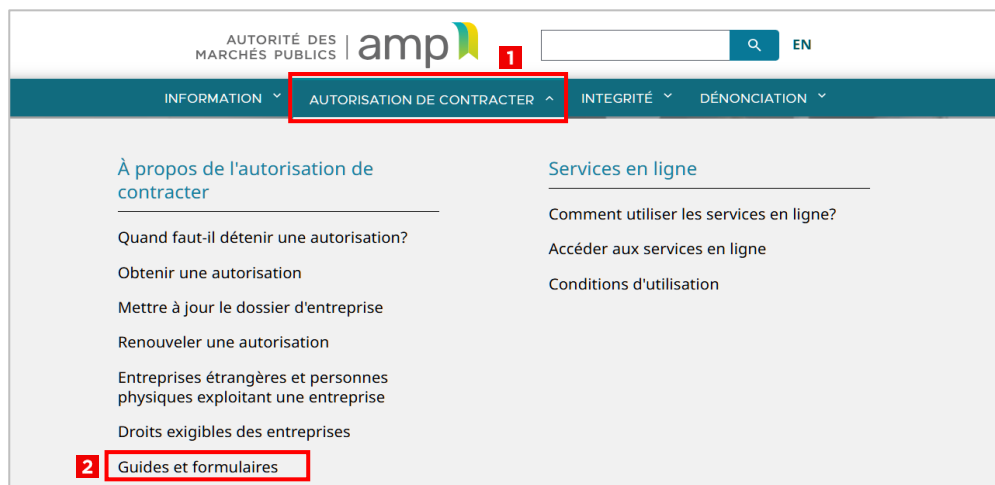 AUTORITÉ DES
MARCHÉS PUBLICS
amp
1
EN
INFORMATION
AUTORISATION DE CONTRACTER
INTEGRITÉ
DÉNONCIATION
À propos de l'autorisation de
contracter
Quand faut-il détenir une autorisation?
Obtenir une autorisation
Mettre à jour le dossier d'entreprise
Renouveler une autorisation
Entreprises étrangères et personnes
physiques exploitant une entreprise
Droits exigibles des entreprises
2 Guides et formulaires
Services en ligne
Comment utiliser les services en ligne?
Accéder aux services en ligne
Conditions d'utilisation